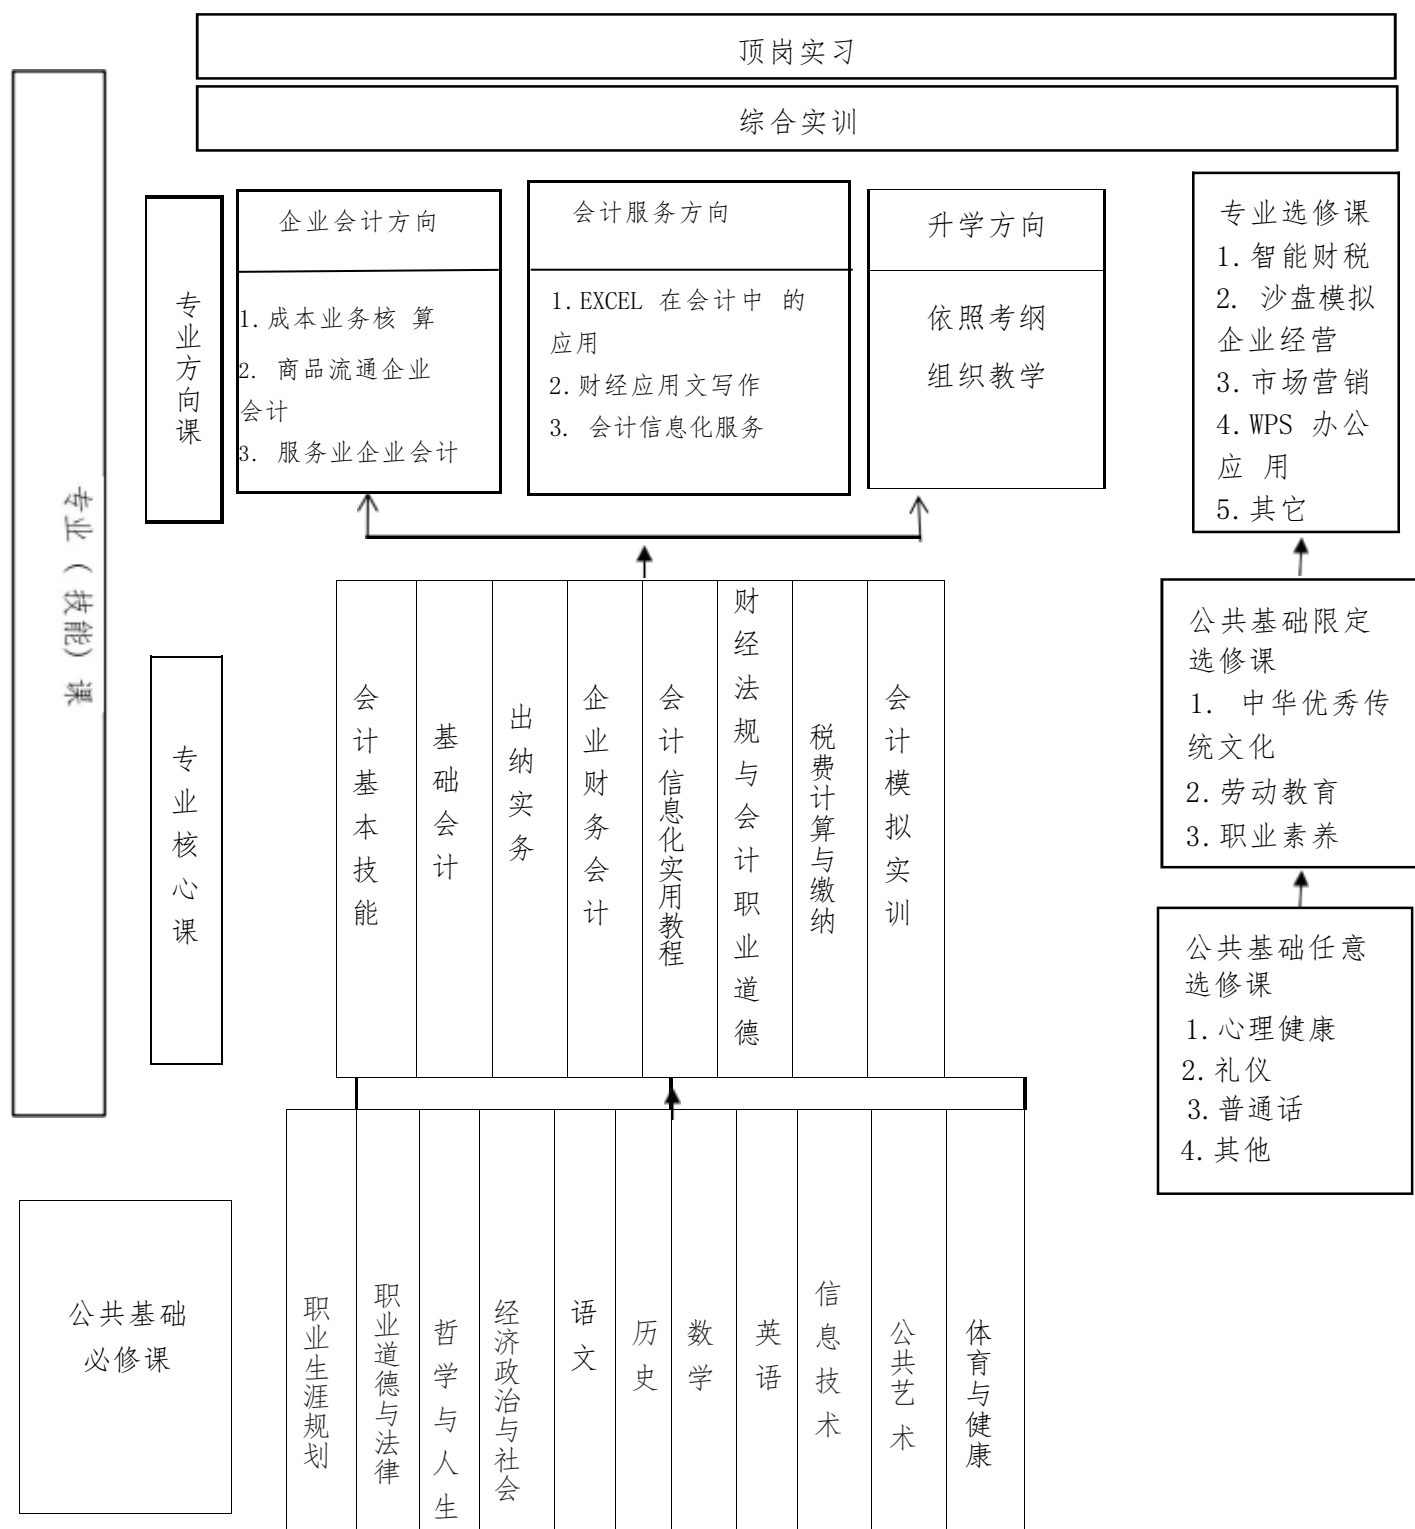 顶岗实习
综合实训
专业（技能）课
专业方向课
企业会计方向
1.成本业务核 算
2. 商品流通企业
会计
3. 服务业企业会计
会计服务方向
1.EXCEL 在会计中 的
应用
2.财经应用文写作
3. 会计信息化服务
升学方向
依照考纲
组织教学
专业选修课
1.智能财税
2. 沙盘模拟
企业经营
3.市场营销
4.WPS 办公
应 用
5.其它
专业核心课
会计基本技能
基础会计
出纳实务
企业财务会计
会计信息化实用教程
财经法规与会计职业道德
税费计算与缴纳
会计模拟实训
公共基础限定
选修课
1. 中华优秀传
统文化
2.劳动教育
3.职业素养
公共基础任意
选修课
1.心理健康
2.礼仪
3.普通话
4.其他
公共基础
必修课
职业生涯规划
职业道德与法律
哲学与人生
经济政治与社会
语文
历史
数学
英语
信息技术
公共艺术
体育与健康